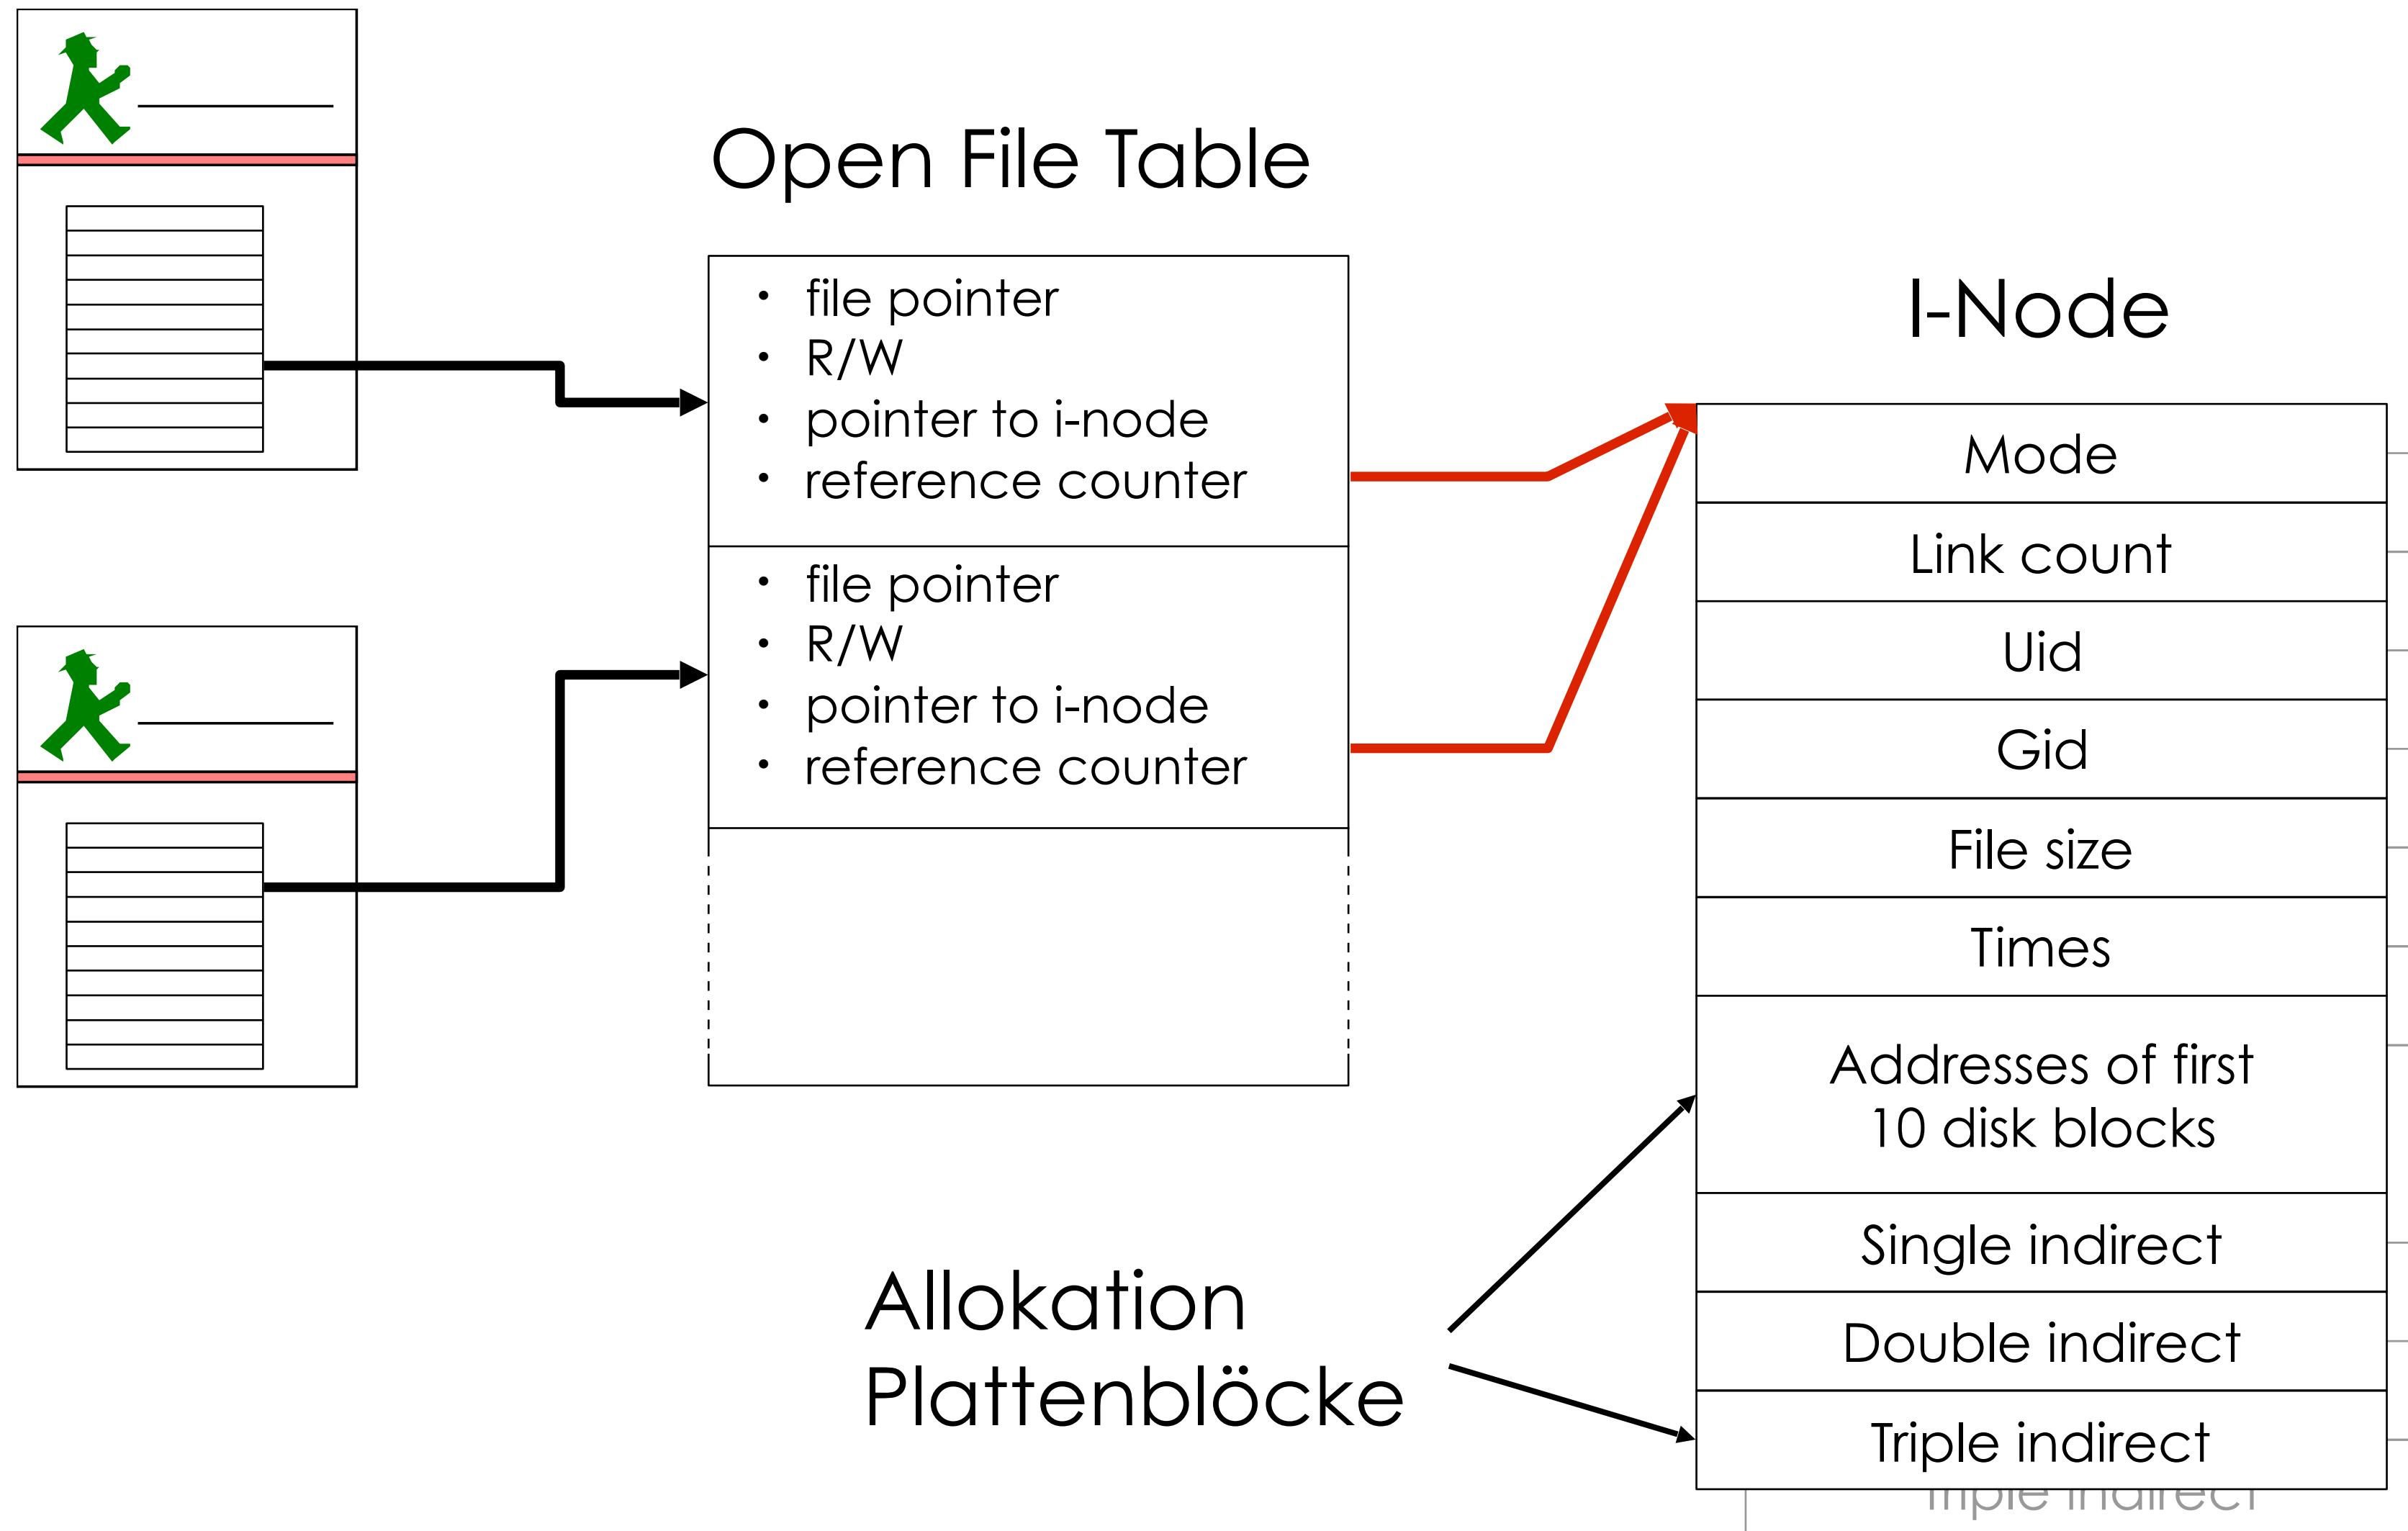 Open File Table
• file pointer
• R/W
• pointer to i-node
• reference counter
• file pointer
• R/W
• pointer to i-node
• reference counter
I-Node
Mode
Link count
Uid
Gid
File size
Times
Addresses of first
10 disk blocks
Single indirect
Double indirect
Triple indirect
Triple indirect
Allokation
Plattenblöcke